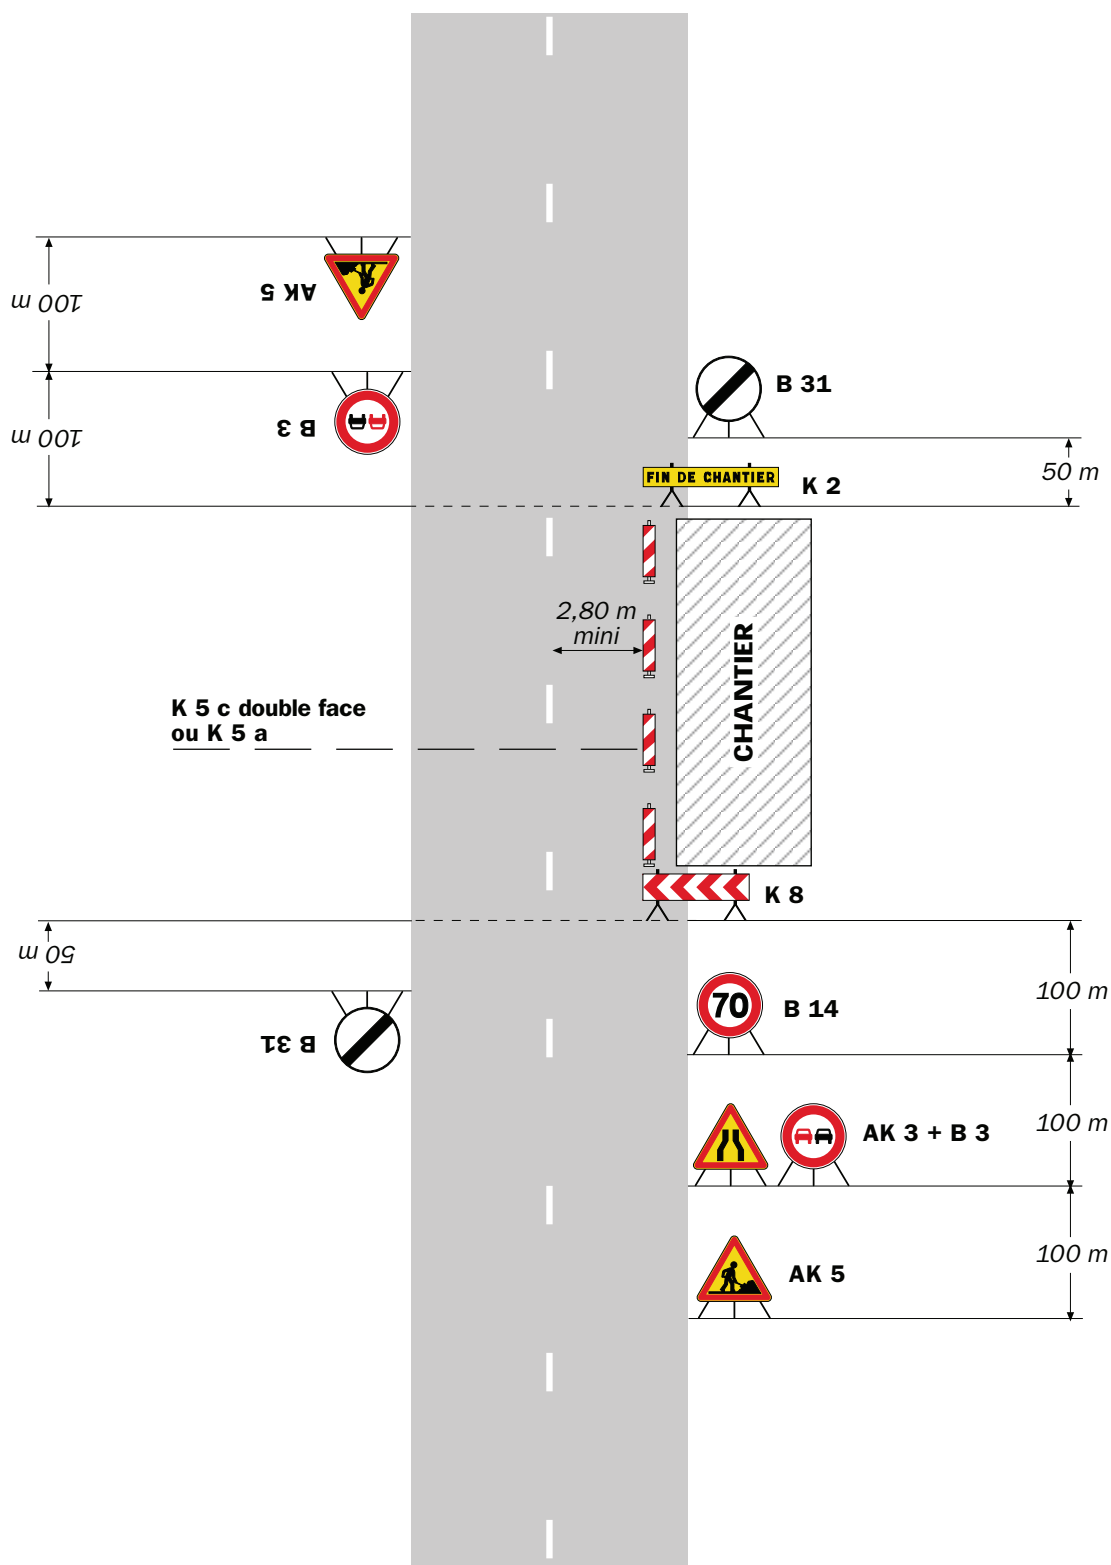 AK 5
100 m
B 3
100 m
B 31
FIN DE CHANTIER
K 2
50 m
2,80 m
mini
CHANTIER
K 5 c double face
ou K 5 a
K 8
50 m
B 31
70
B 14
100 m
AK 3 + B 3
100 m
AK 5
100 m